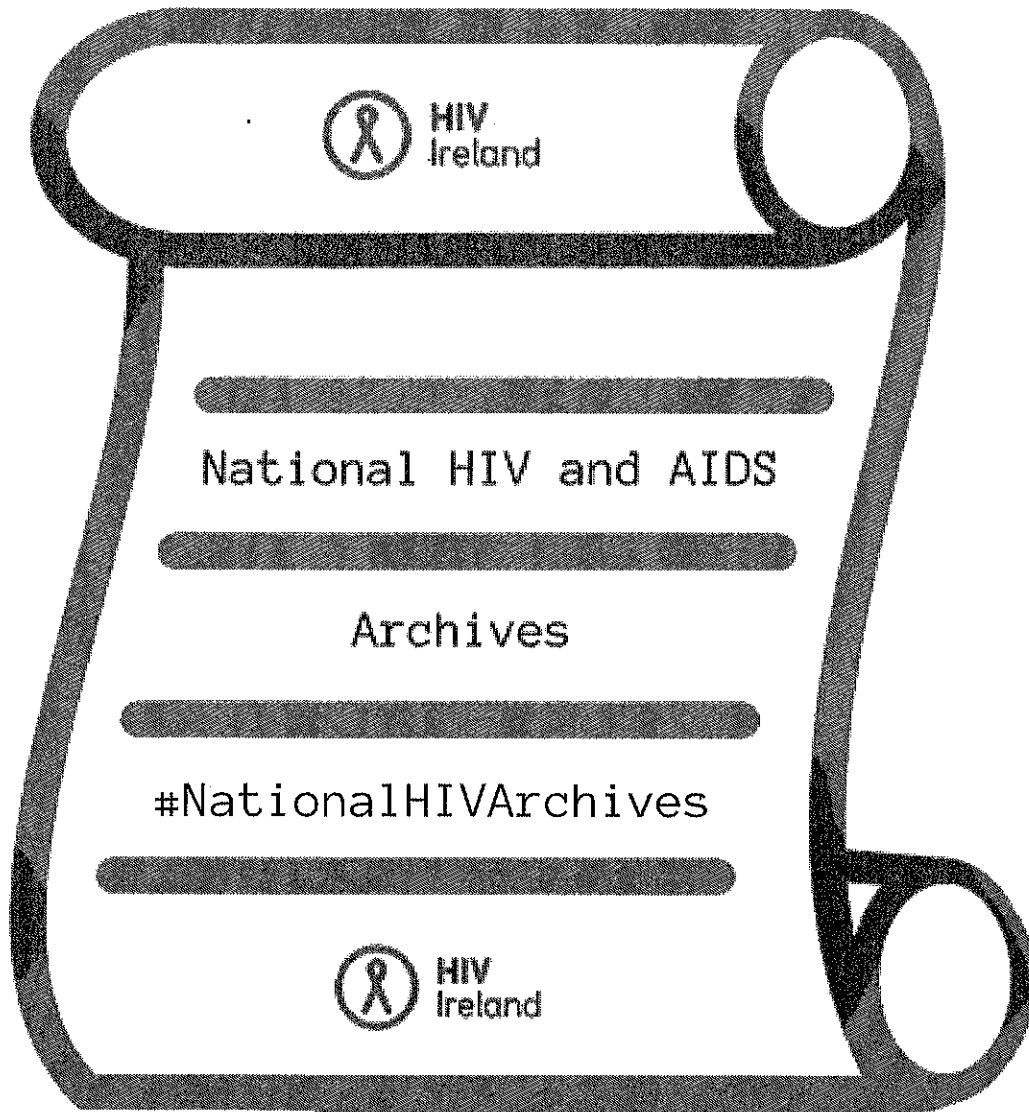 HIV
Ireland
National HIV and AIDS
Archives
#NationalHIVArchives
HIV
Ireland